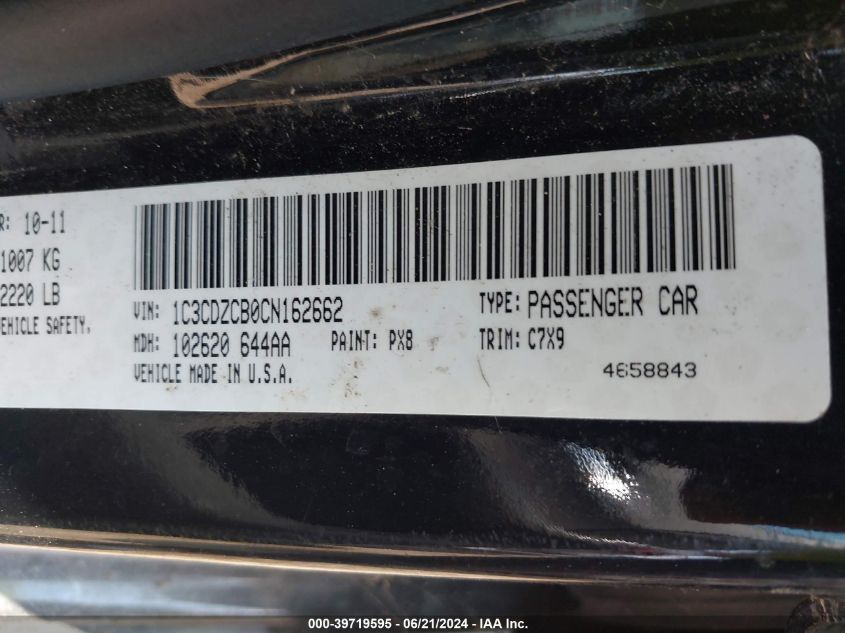 R: 10-11
1007 KG
2220 LB
VEHICLE SAFETY.
VIN: 1C3CDZCB0CN162662 TYPE: PASSENGER CAR
MDH: 102620 644AA PAINT: PX8 TRIM: C7X9
VEHICLE MADE IN U.S.A. 4658843
000-39719595 - 06/21/2024 - IAA Inc.